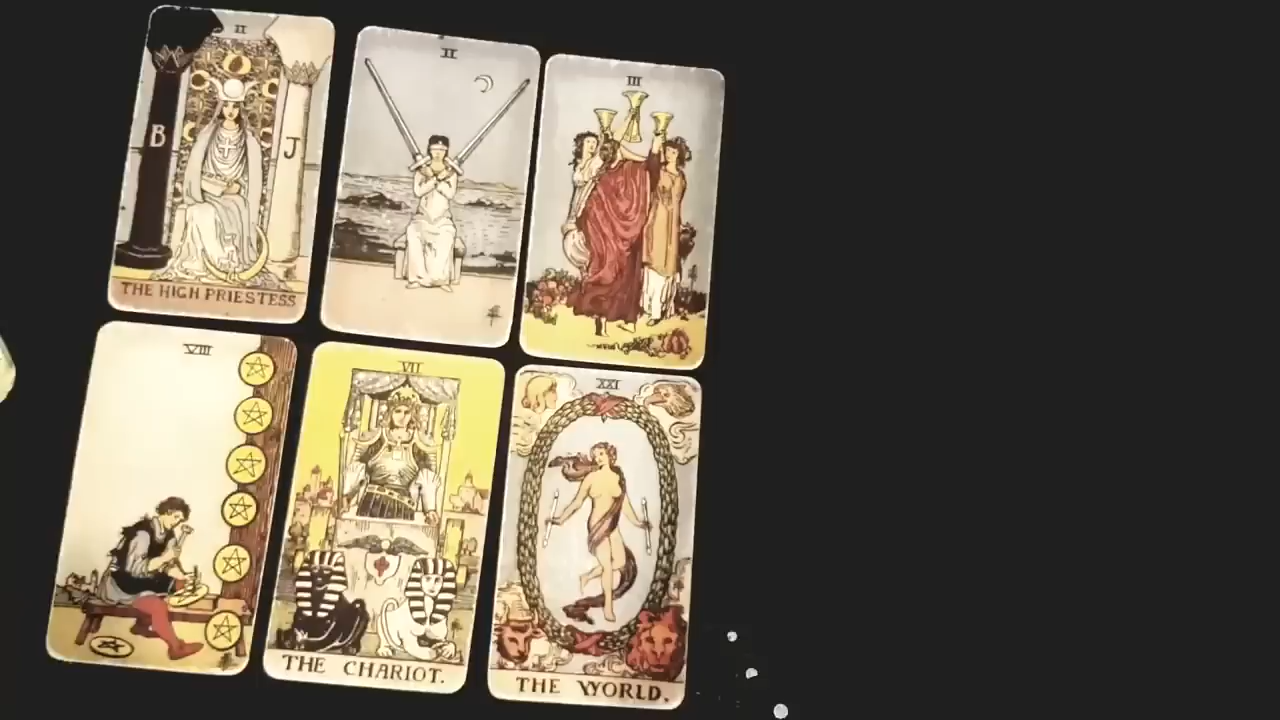 II
II
III
B
J
THE HIGH PRIESTESS
VIII
VII
XXI
THE CHARIOT.
THE WORLD.